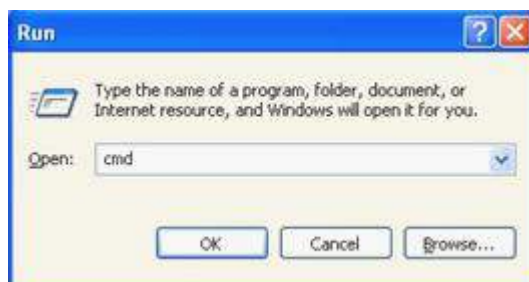 Run
Type the name of a program, folder, document, or
Internet resource, and Windows will open it for you.
Open: cmd
OK Cancel Browse...